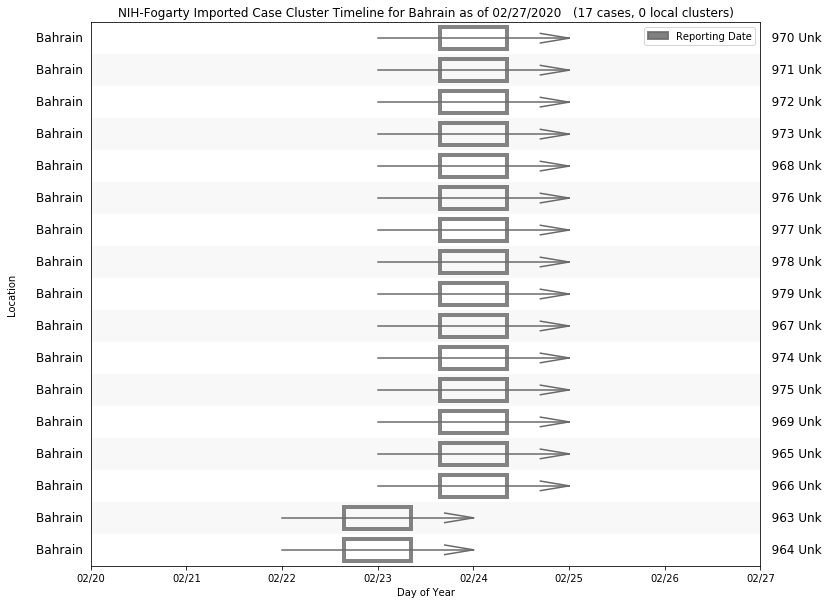 NIH-Fogarty Imported Case Cluster Timeline for Bahrain as of 02/27/2020 (17 cases, 0 local clusters)
Reporting Date
Bahrain 970 Unk
Bahrain 971 Unk
Bahrain 972 Unk
Bahrain 973 Unk
Bahrain 968 Unk
Bahrain 976 Unk
Bahrain 977 Unk
Bahrain 978 Unk
Bahrain 979 Unk
Bahrain 967 Unk
Bahrain 974 Unk
Bahrain 975 Unk
Bahrain 969 Unk
Bahrain 965 Unk
Bahrain 966 Unk
Bahrain 963 Unk
Bahrain 964 Unk
Location
02/20 02/21 02/22 02/23 02/24 02/25 02/26 02/27
Day of Year